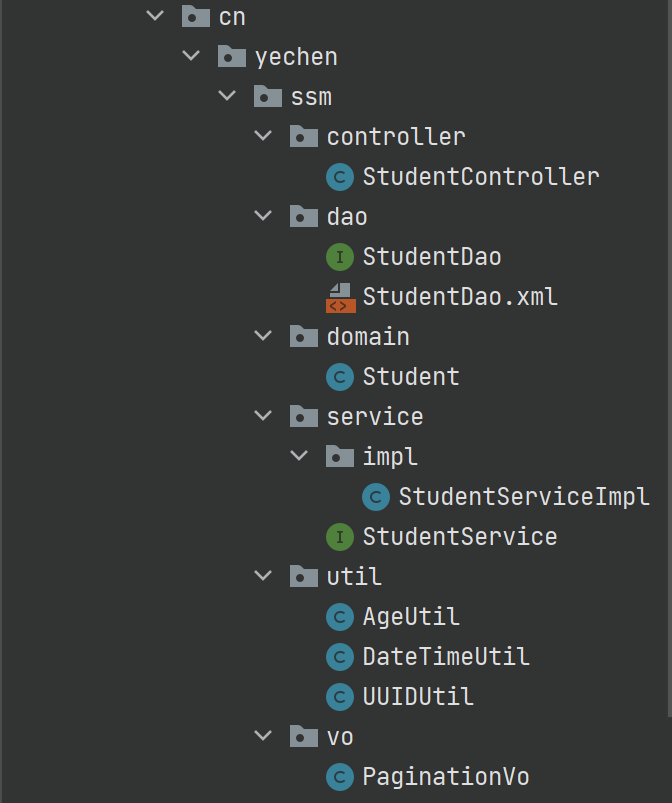 cn
yechen
ssm
controller
C StudentController
dao
I StudentDao
<> StudentDao.xml
domain
C Student
service
impl
C StudentServiceImpl
I StudentService
util
C AgeUtil
C DateTimeUtil
C UUIDUtil
vo
C PaginationVo